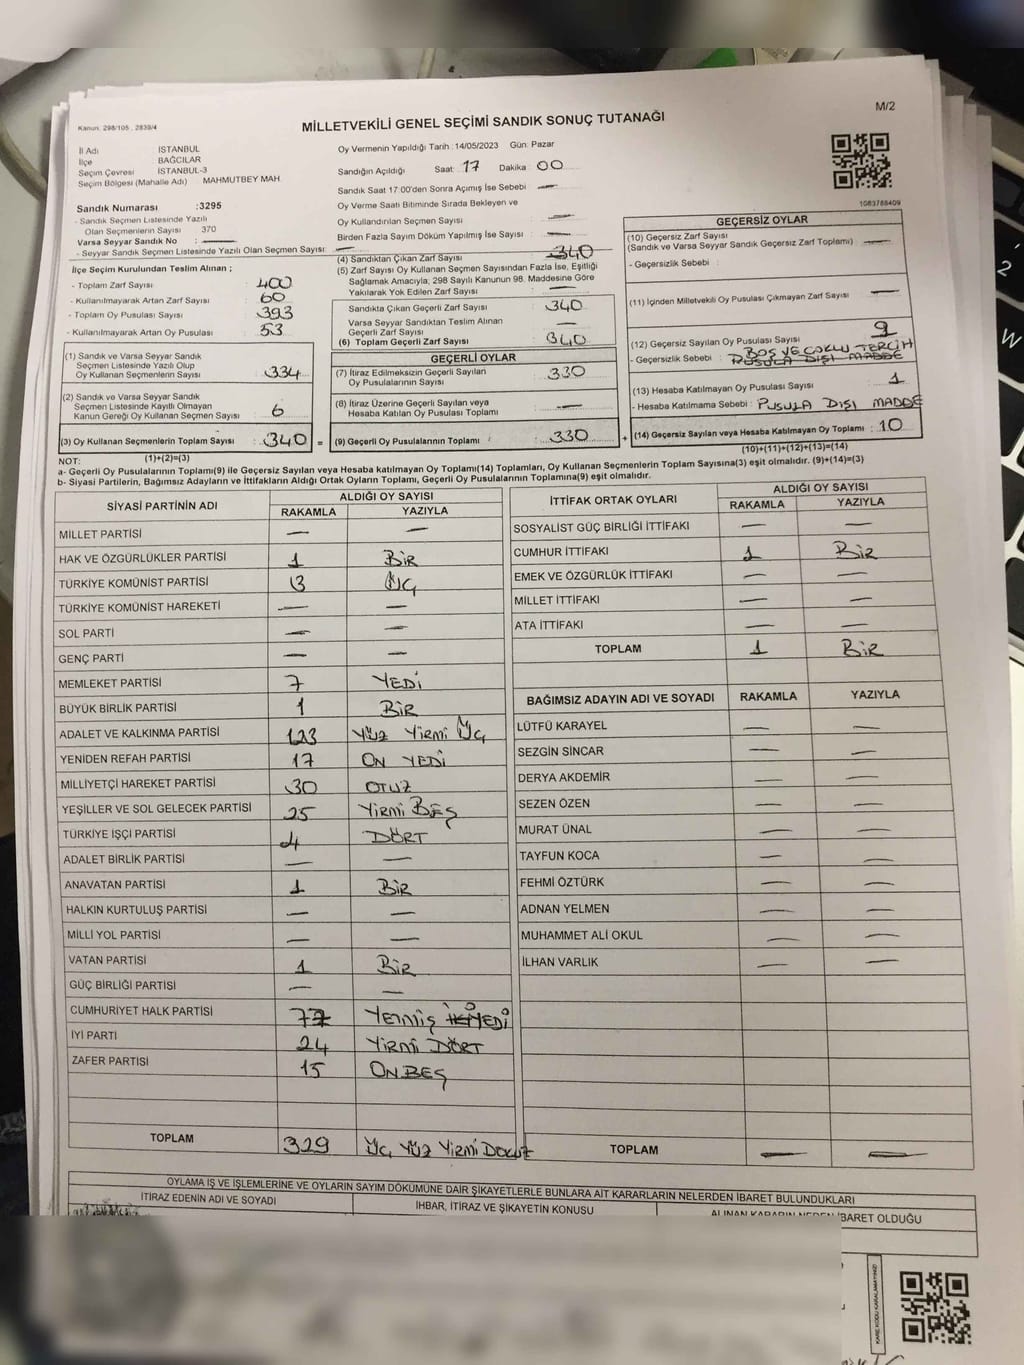 Kanun: 298/105 , 2839/4
M/2
MİLLETVEKİLİ GENEL SEÇİMİ SANDIK SONUÇ TUTANAĞI
İl Adı İSTANBUL
İlçe BAĞCILAR
Seçim Çevresi İSTANBUL-3
Seçim Bölgesi (Mahalle Adı) MAHMUTBEY MAH.
Sandık Numarası :3295
- Sandık Seçmen Listesinde Yazılı
Olan Seçmenlerin Sayısı 370
Varsa Seyyar Sandık No : —
- Seyyar Sandık Seçmen Listesinde Yazılı Olan Seçmen Sayısı: —
İlçe Seçim Kurulundan Teslim Alınan ;
- Toplam Zarf Sayısı : 400
- Kullanılmayarak Artan Zarf Sayısı : 60
- Toplam Oy Pusulası Sayısı : 393
- Kullanılmayarak Artan Oy Pusulası : 53
(1) Sandık ve Varsa Seyyar Sandık
Seçmen Listesinde Yazılı Olup
Oy Kullanan Seçmenlerin Sayısı : 334
(2) Sandık ve Varsa Seyyar Sandık
Seçmen Listesinde Kayıtlı Olmayan
Kanun Gereği Oy Kullanan Seçmen Sayısı : 6
(3) Oy Kullanan Seçmenlerin Toplam Sayısı : 340 =
(1)+(2)=(3)
Oy Vermenin Yapıldığı Tarih :14/05/2023 Gün: Pazar
Sandığın Açıldığı Saat: 17 Dakika: 00
Sandık Saat 17:00'den Sonra Açımış İse Sebebi —
Oy Verme Saati Bitiminde Sırada Bekleyen ve
Oy Kullandırılan Seçmen Sayısı : —
Birden Fazla Sayım Döküm Yapılmış İse Sayısı : —
(4) Sandıktan Çıkan Zarf Sayısı : 340
(5) Zarf Sayısı Oy Kullanan Seçmen Sayısından Fazla İse, Eşitliği
Sağlamak Amacıyla; 298 Sayılı Kanunun 98. Maddesine Göre
Yakılarak Yok Edilen Zarf Sayısı : —
Sandıkta Çıkan Geçerli Zarf Sayısı : 340
Varsa Seyyar Sandıktan Teslim Alınan
Geçerli Zarf Sayısı : —
(6) Toplam Geçerli Zarf Sayısı : 340
GEÇERLİ OYLAR
(7) İtiraz Edilmeksizin Geçerli Sayılan
Oy Pusulalarının Sayısı : 330
(8) İtiraz Üzerine Geçerli Sayılan veya
Hesaba Katılan Oy Pusulası Toplamı : —
(9) Geçerli Oy Pusulalarının Toplamı : 330 +
1083788409
GEÇERSİZ OYLAR
(10) Geçersiz Zarf Sayısı
(Sandık ve Varsa Seyyar Sandık Geçersiz Zarf Toplamı) : —
- Geçersizlik Sebebi :
(11) İçinden Milletvekili Oy Pusulası Çıkmayan Zarf Sayısı : —
(12) Geçersiz Sayılan Oy Pusulası Sayısı : 9
- Geçersizlik Sebebi : BOŞ VE ÇOKLU TERCİH
PUSULA DIŞI MADDE
(13) Hesaba Katılmayan Oy Pusulası Sayısı : 1
- Hesaba Katılmama Sebebi : PUSULA DIŞI MADDE
(14) Geçersiz Sayılan veya Hesaba Katılmayan Oy Toplamı : 10
(10)+(11)+(12)+(13)=(14)
NOT:
a- Geçerli Oy Pusulalarının Toplamı(9) ile Geçersiz Sayılan veya Hesaba katılmayan Oy Toplamı(14) Toplamları, Oy Kullanan Seçmenlerin Toplam Sayısına(3) eşit olmalıdır. (9)+(14)=(3)
b- Siyasi Partilerin, Bağımsız Adayların ve İttifakların Aldığı Ortak Oyların Toplamı, Geçerli Oy Pusulalarının Toplamına(9) eşit olmalıdır.
SİYASİ PARTİNİN ADI ALDIĞI OY SAYISI
RAKAMLA YAZIYLA
MİLLET PARTİSİ — —
HAK VE ÖZGÜRLÜKLER PARTİSİ 1 BİR
TÜRKİYE KOMÜNİST PARTİSİ 3 ÜÇ
TÜRKİYE KOMÜNİST HAREKETİ — —
SOL PARTİ — —
GENÇ PARTİ — —
MEMLEKET PARTİSİ 7 YEDİ
BÜYÜK BİRLİK PARTİSİ 1 BİR
ADALET VE KALKINMA PARTİSİ 123 YÜZ YİRMİ ÜÇ
YENİDEN REFAH PARTİSİ 17 ON YEDİ
MİLLİYETÇİ HAREKET PARTİSİ 30 OTUZ
YEŞİLLER VE SOL GELECEK PARTİSİ 25 YİRMİ BEŞ
TÜRKİYE İŞÇİ PARTİSİ 4 DÖRT
ADALET BİRLİK PARTİSİ — —
ANAVATAN PARTİSİ 1 BİR
HALKIN KURTULUŞ PARTİSİ — —
MİLLİ YOL PARTİSİ — —
VATAN PARTİSİ 1 BİR
GÜÇ BİRLİĞİ PARTİSİ — —
CUMHURİYET HALK PARTİSİ 77 YETMİŞ İKİ YEDİ
İYİ PARTİ 24 YİRMİ DÖRT
ZAFER PARTİSİ 15 ONBEŞ
TOPLAM 329 ÜÇ YÜZ YİRMİ DOKUZ
İTTİFAK ORTAK OYLARI ALDIĞI OY SAYISI
RAKAMLA YAZIYLA
SOSYALİST GÜÇ BİRLİĞİ İTTİFAKI — —
CUMHUR İTTİFAKI 1 BİR
EMEK VE ÖZGÜRLÜK İTTİFAKI — —
MİLLET İTTİFAKI — —
ATA İTTİFAKI — —
TOPLAM 1 BİR
BAĞIMSIZ ADAYIN ADI VE SOYADI RAKAMLA YAZIYLA
LÜTFÜ KARAYEL — —
SEZGİN SİNCAR — —
DERYA AKDEMİR — —
SEZEN ÖZEN — —
MURAT ÜNAL — —
TAYFUN KOCA — —
FEHMİ ÖZTÜRK — —
ADNAN YELMEN — —
MUHAMMET ALİ OKUL — —
İLHAN VARLIK — —
TOPLAM — —
OYLAMA İŞ VE İŞLEMLERİNE VE OYLARIN SAYIM DÖKÜMÜNE DAİR ŞİKAYETLERLE BUNLARA AİT KARARLARIN NELERDEN İBARET BULUNDUKLARI
İTİRAZ EDENİN ADI VE SOYADI
İHBAR, İTİRAZ VE ŞİKAYETİN KONUSU
ALINAN KARARIN NEDEN İBARET OLDUĞU
KARE KODU KARALAMAYINIZ!